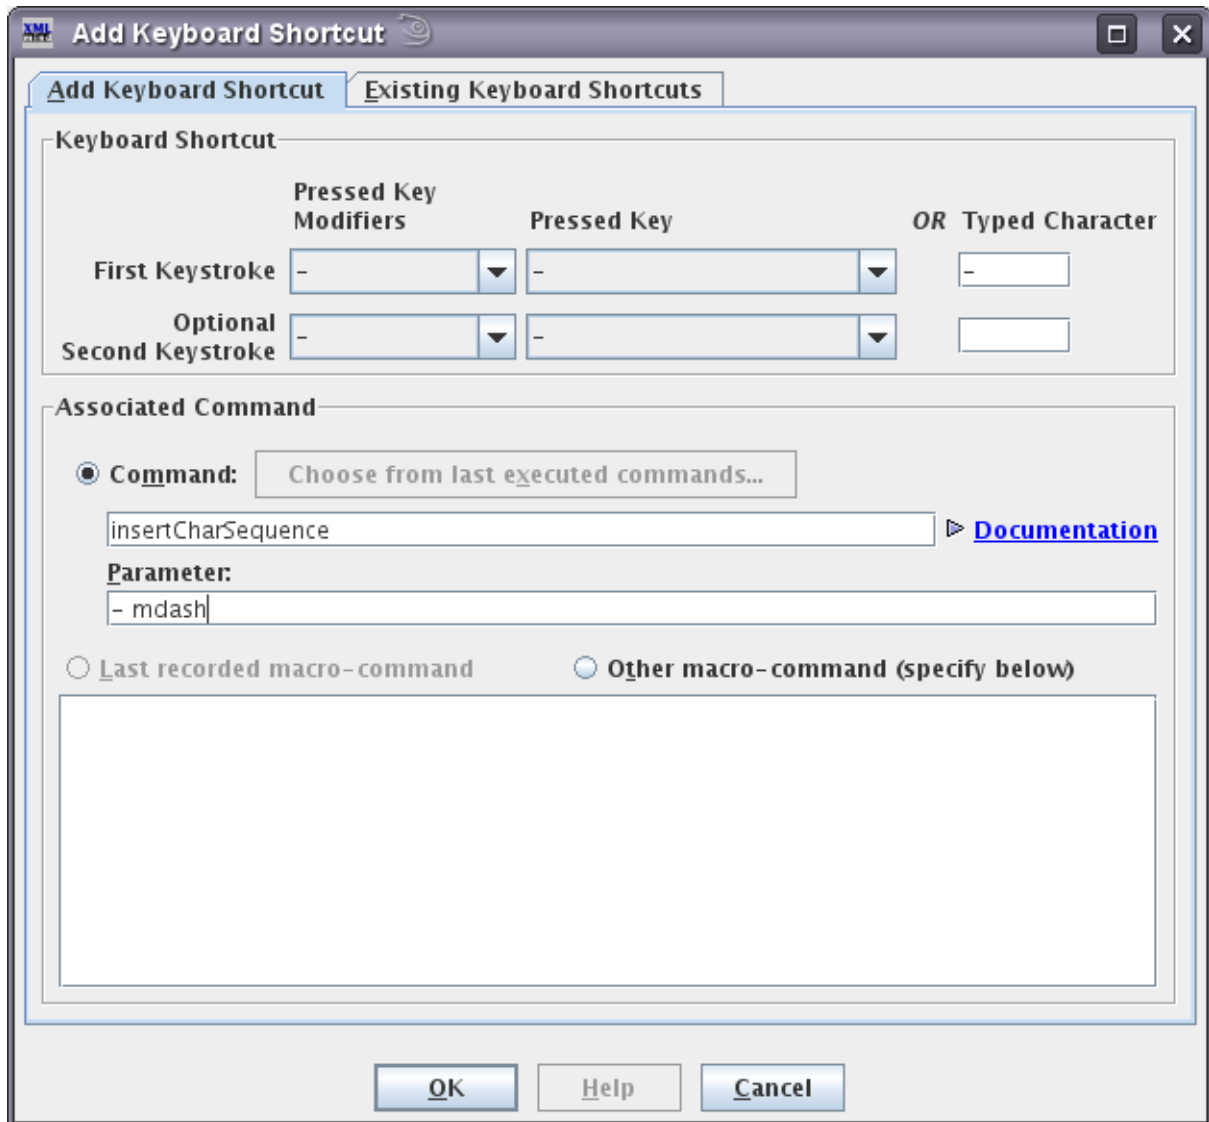 XML
Add Keyboard Shortcut
Add Keyboard Shortcut Existing Keyboard Shortcuts
Keyboard Shortcut
Pressed Key
Modifiers Pressed Key OR Typed Character
First Keystroke - - -
Optional
Second Keystroke - -
Associated Command
Command: Choose from last executed commands...
insertCharSequence Documentation
Parameter:
- mdash
Last recorded macro-command Other macro-command (specify below)
OK Help Cancel